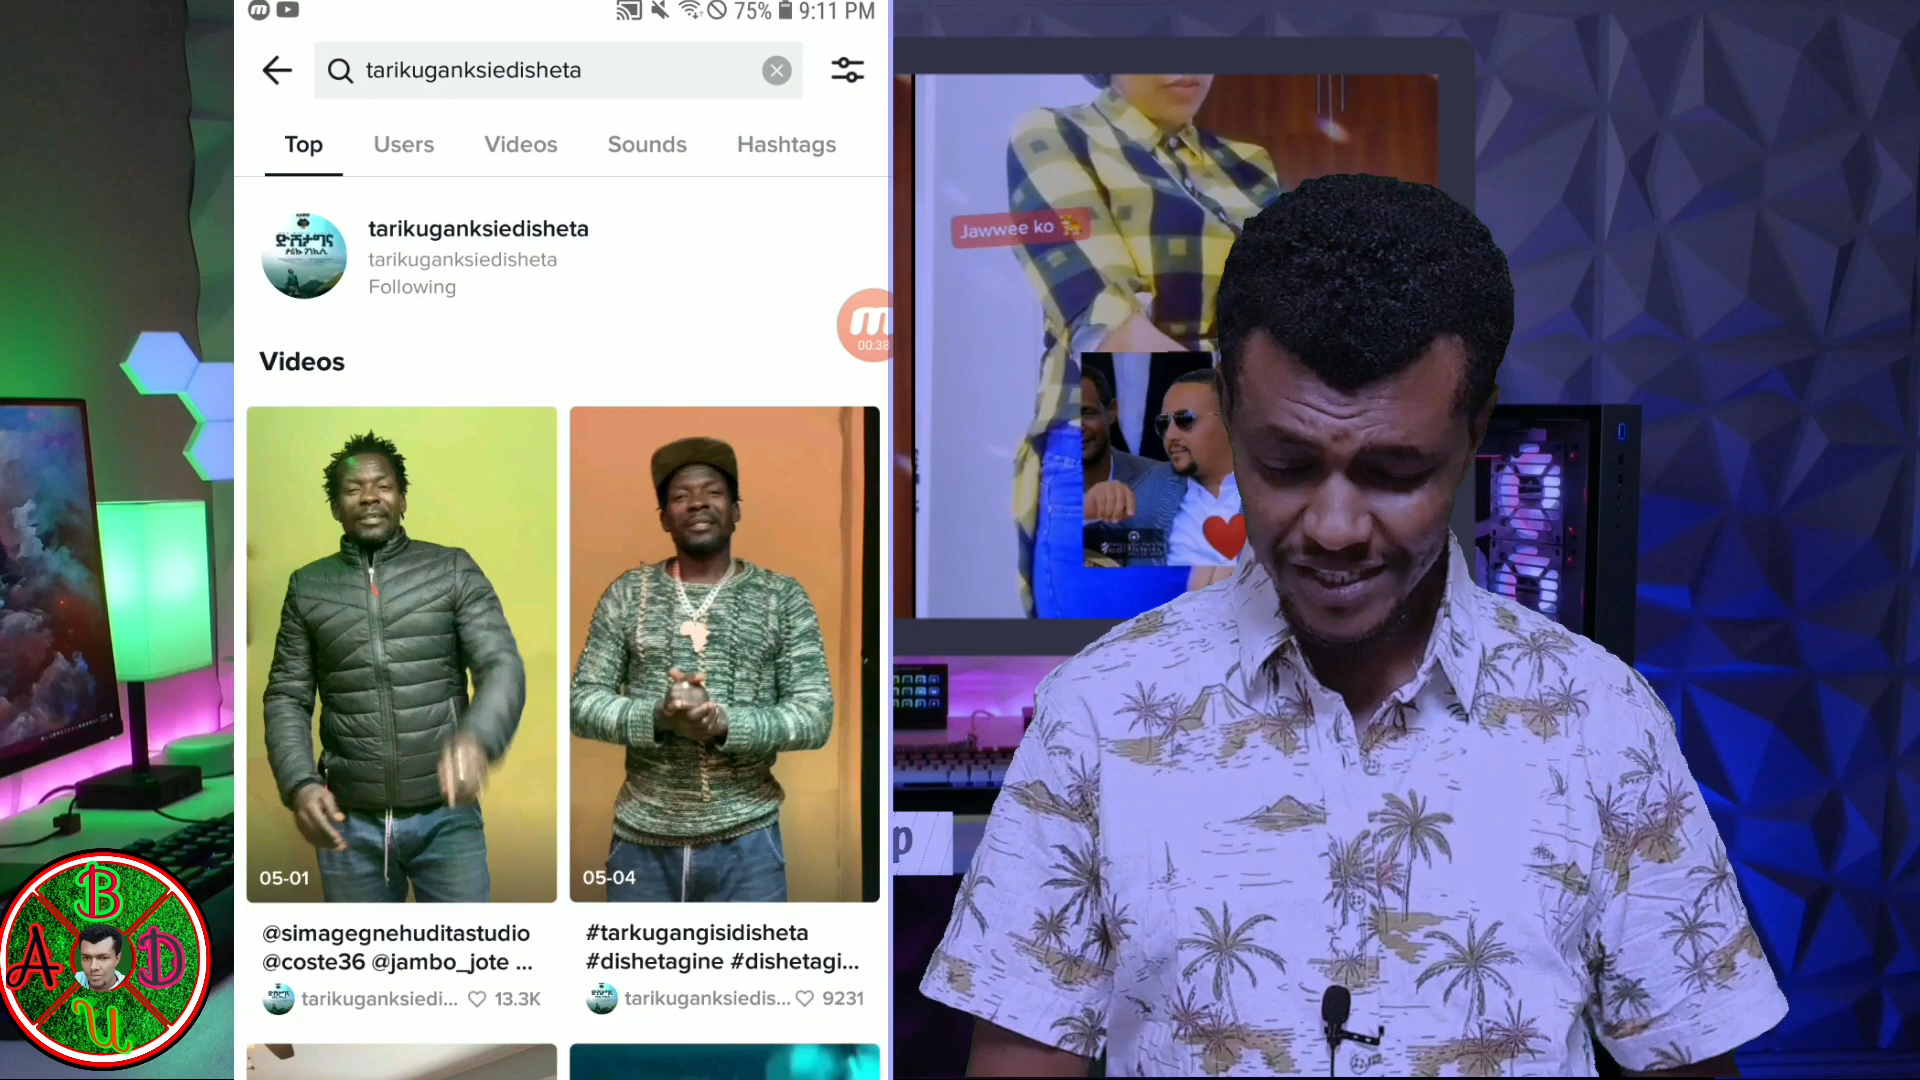 75% 9:11 PM
tarikuganksiedisheta
Top Users Videos Sounds Hashtags
ድሽታግና
tarikuganksiedisheta
tarikuganksiedisheta
Following
00:38
Videos
Jawwee ko
05-01
05-04
@simagegnehuditastudio
@coste36 @jambo_jote ...
tarikuganksiedi... 13.3K
#tarkugangisidisheta
#dishetagine #dishetagi...
tarikuganksiedis... 9231
p
A B D U